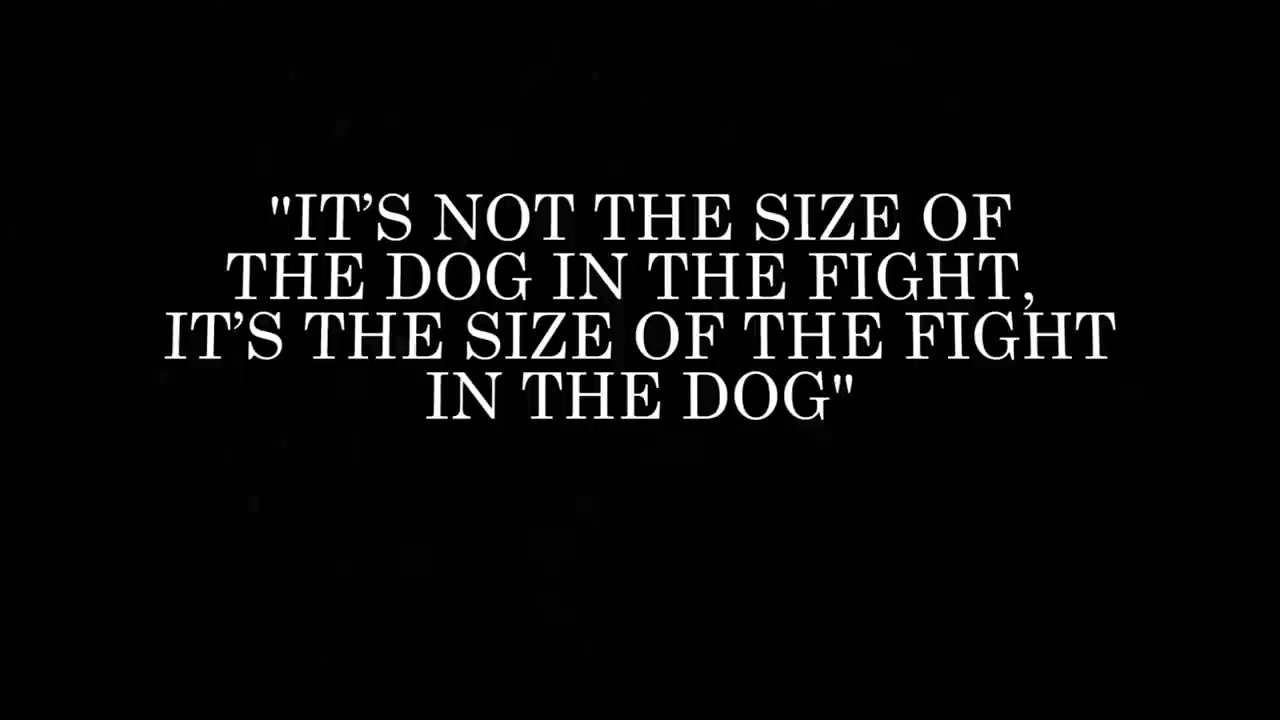 "IT’S NOT THE SIZE OF
THE DOG IN THE FIGHT,
IT’S THE SIZE OF THE FIGHT
IN THE DOG"